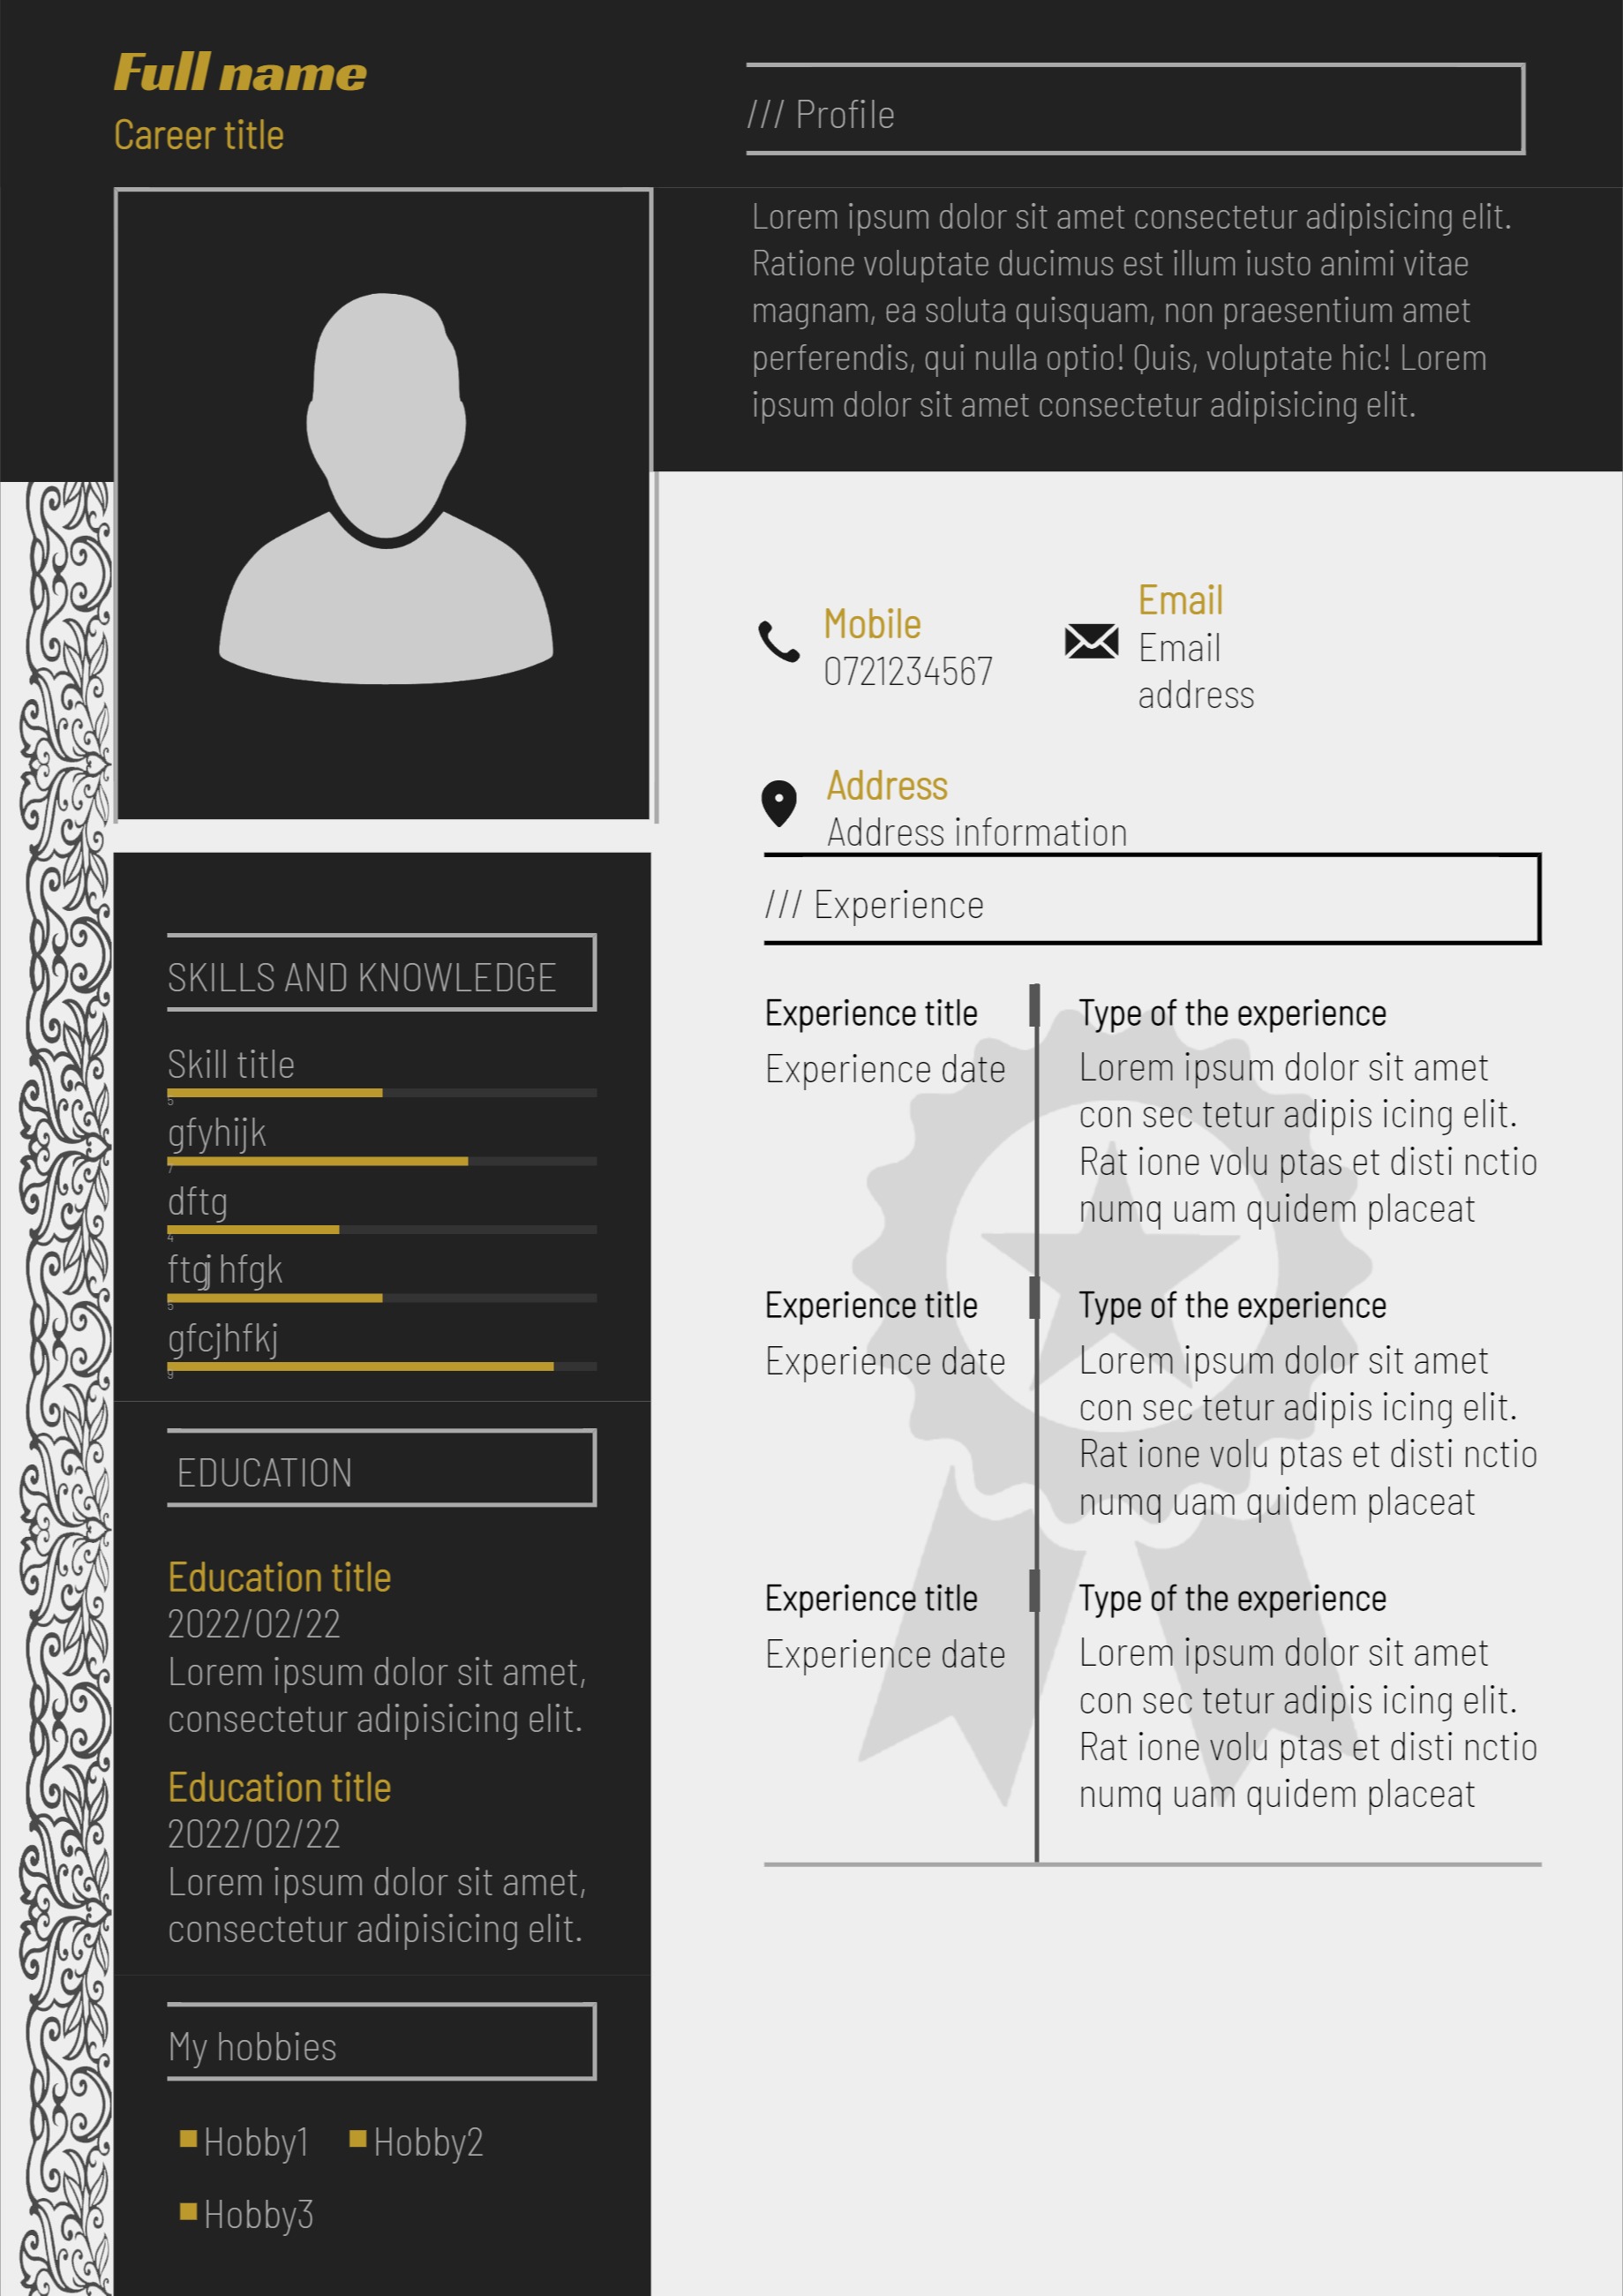 Full name
Career title
/// Profile
Lorem ipsum dolor sit amet consectetur adipisicing elit.
Ratione voluptate ducimus est illum iusto animi vitae
magnam, ea soluta quisquam, non praesentium amet
perferendis, qui nulla optio! Quis, voluptate hic! Lorem
ipsum dolor sit amet consectetur adipisicing elit.
Mobile
0721234567
Email
Email
address
Address
Address information
SKILLS AND KNOWLEDGE
Skill title
5
gfyhijk
7
dftg
4
ftgj hfgk
5
gfcjhfkj
9
EDUCATION
Education title
2022/02/22
Lorem ipsum dolor sit amet,
consectetur adipisicing elit.
Education title
2022/02/22
Lorem ipsum dolor sit amet,
consectetur adipisicing elit.
My hobbies
Hobby1
Hobby2
Hobby3
/// Experience
Experience title
Experience date
Type of the experience
Lorem ipsum dolor sit amet
con sec tetur adipis icing elit.
Rat ione volu ptas et disti nctio
numq uam quidem placeat
Experience title
Experience date
Type of the experience
Lorem ipsum dolor sit amet
con sec tetur adipis icing elit.
Rat ione volu ptas et disti nctio
numq uam quidem placeat
Experience title
Experience date
Type of the experience
Lorem ipsum dolor sit amet
con sec tetur adipis icing elit.
Rat ione volu ptas et disti nctio
numq uam quidem placeat